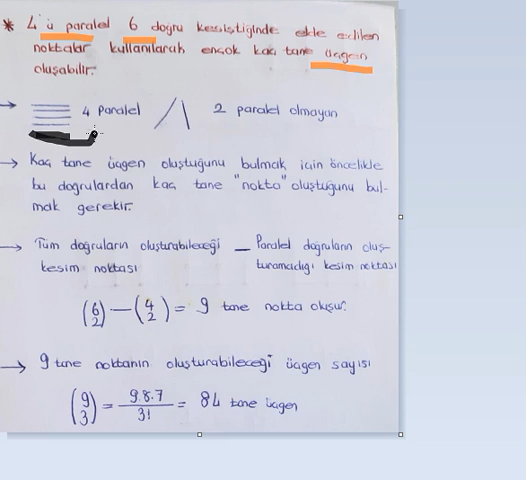 * 4'ü paralel 6 doğru kesiştiğinde elde edilen
noktalar kullanılarak ençok kaç tane üçgen
oluşabilir.
→ 4 paralel 2 paralel olmayan
→ Kaç tane üçgen oluştuğunu bulmak için öncelikle
bu doğrulardan kaç tane "nokta" oluştuğunu bul-
mak gerekir.
→ Tüm doğruların oluşturabileceği — Paralel doğruların oluş-
kesim noktası turamadığı kesim noktası
(6 2) — (4 2) = 9 tane nokta oluşur.
→ 9 tane noktanın oluşturabileceği üçgen sayısı
(9 3) = 9.8.7 / 3! = 84 tane üçgen